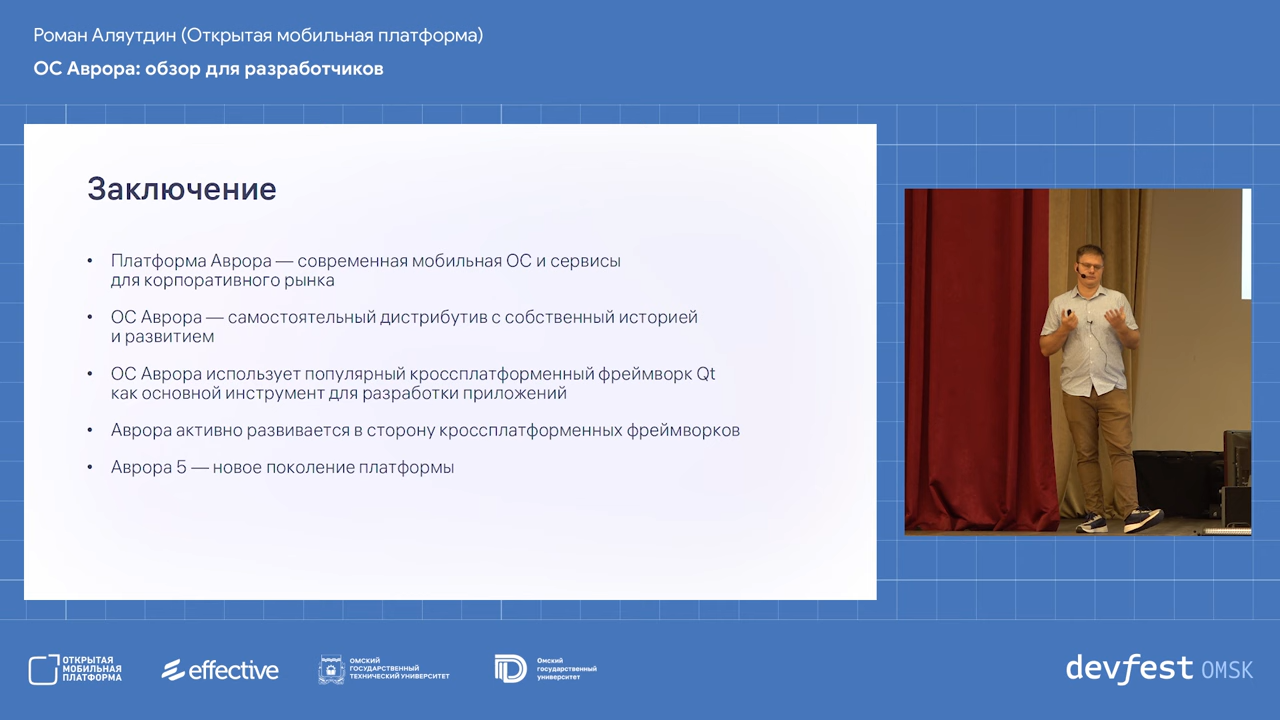 Роман Аляутдин (Открытая мобильная платформа)
ОС Аврора: обзор для разработчиков
Заключение
• Платформа Аврора — современная мобильная ОС и сервисы
для корпоративного рынка
• ОС Аврора — самостоятельный дистрибутив с собственный историей
и развитием
• ОС Аврора использует популярный кроссплатформенный фреймворк Qt
как основной инструмент для разработки приложений
• Аврора активно развивается в сторону кроссплатформенных фреймворков
• Аврора 5 — новое поколение платформы
ОТКРЫТАЯ
МОБИЛЬНАЯ
ПЛАТФОРМА
effective
ОМСКИЙ
ГОСУДАРСТВЕННЫЙ
ТЕХНИЧЕСКИЙ УНИВЕРСИТЕТ
Омский
государственный
университет
devfest OMSK